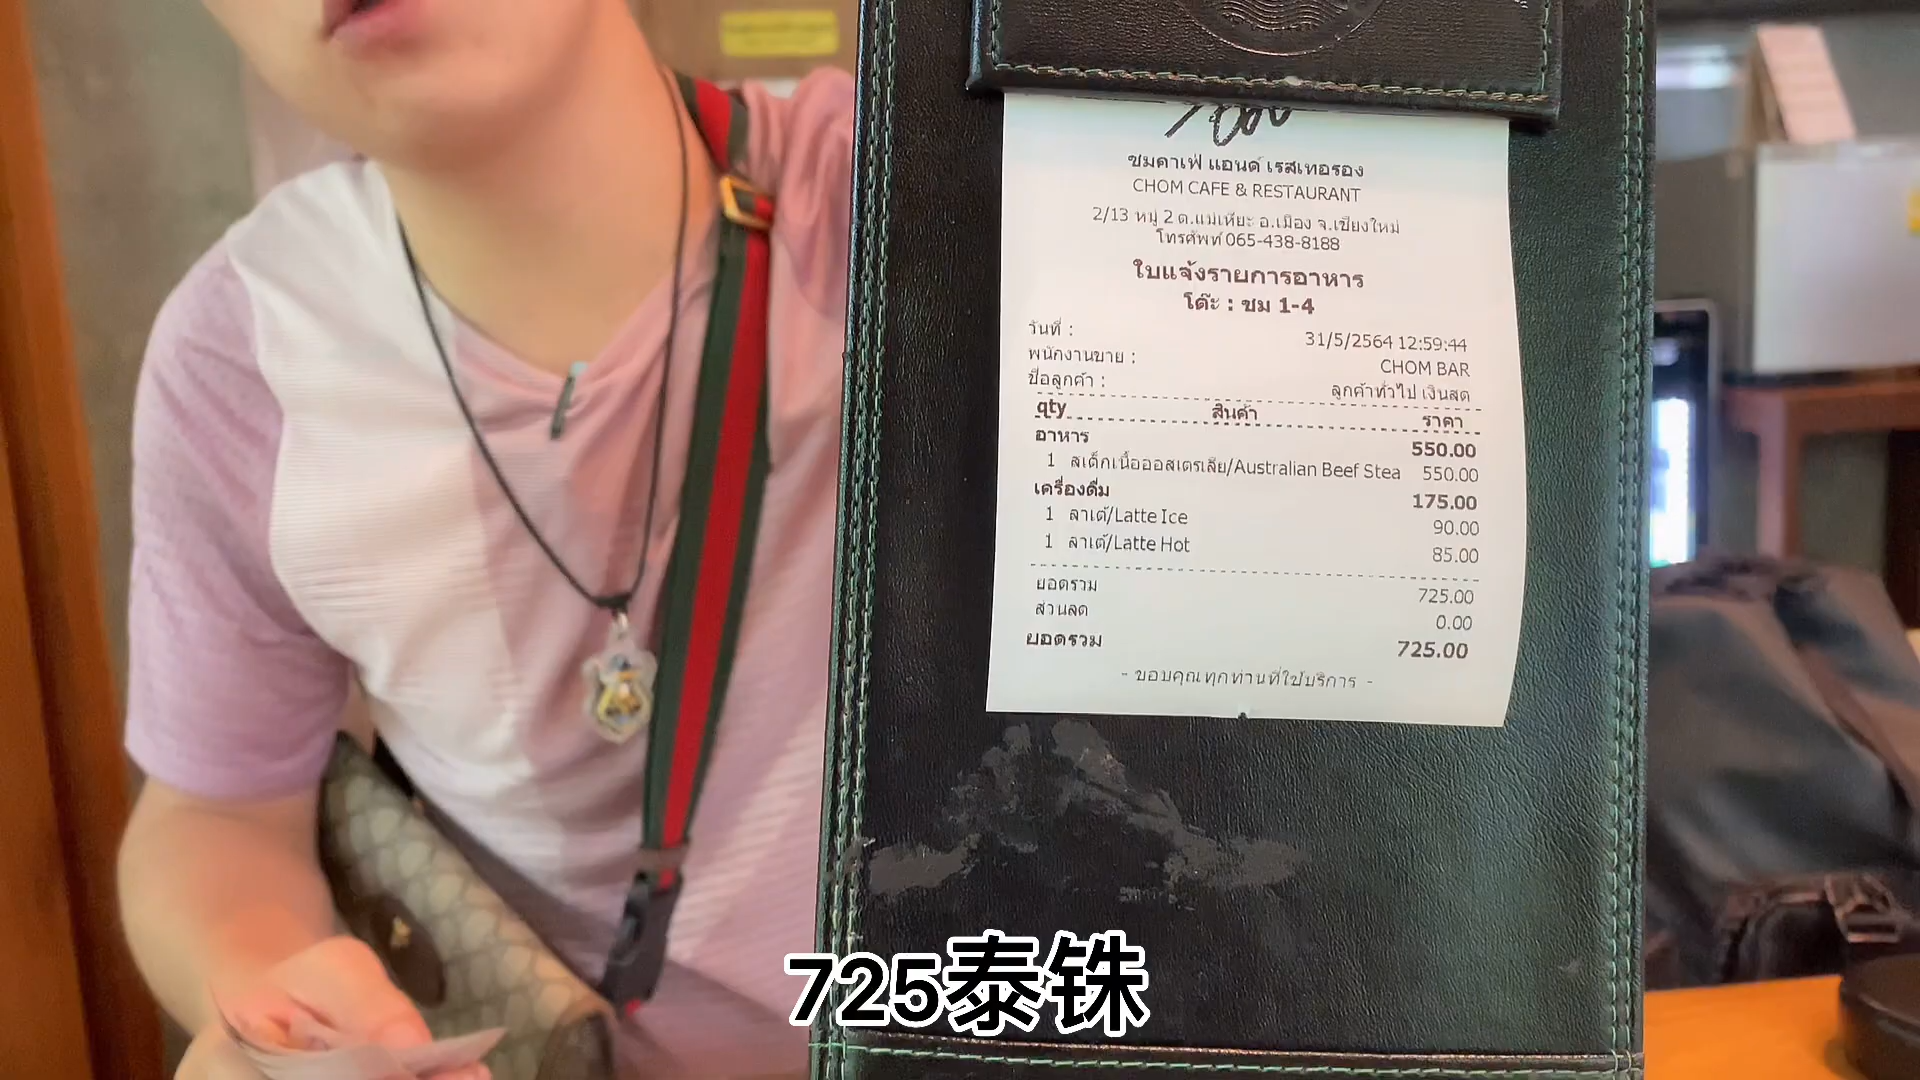 ชมคาเฟ่ แอนด์ เรสเทอรอง
CHOM CAFE & RESTAURANT
2/13 หมู่ 2 ต.แม่เหียะ อ.เมือง จ.เชียงใหม่
โทรศัพท์ 065-438-8188
ใบแจ้งรายการอาหาร
โต๊ะ : ชม 1-4
วันที่ : 31/5/2564 12:59:44
พนักงานขาย : CHOM BAR
ชื่อลูกค้า : ลูกค้าทั่วไป เงินสด
qty สินค้า ราคา
อาหาร 550.00
1 สเต็กเนื้อออสเตรเลีย/Australian Beef Stea 550.00
เครื่องดื่ม 175.00
1 ลาเต้/Latte Ice 90.00
1 ลาเต้/Latte Hot 85.00
ยอดรวม 725.00
ส่วนลด 0.00
ยอดรวม 725.00
- ขอบคุณทุกท่านที่ใช้บริการ -
725泰铢